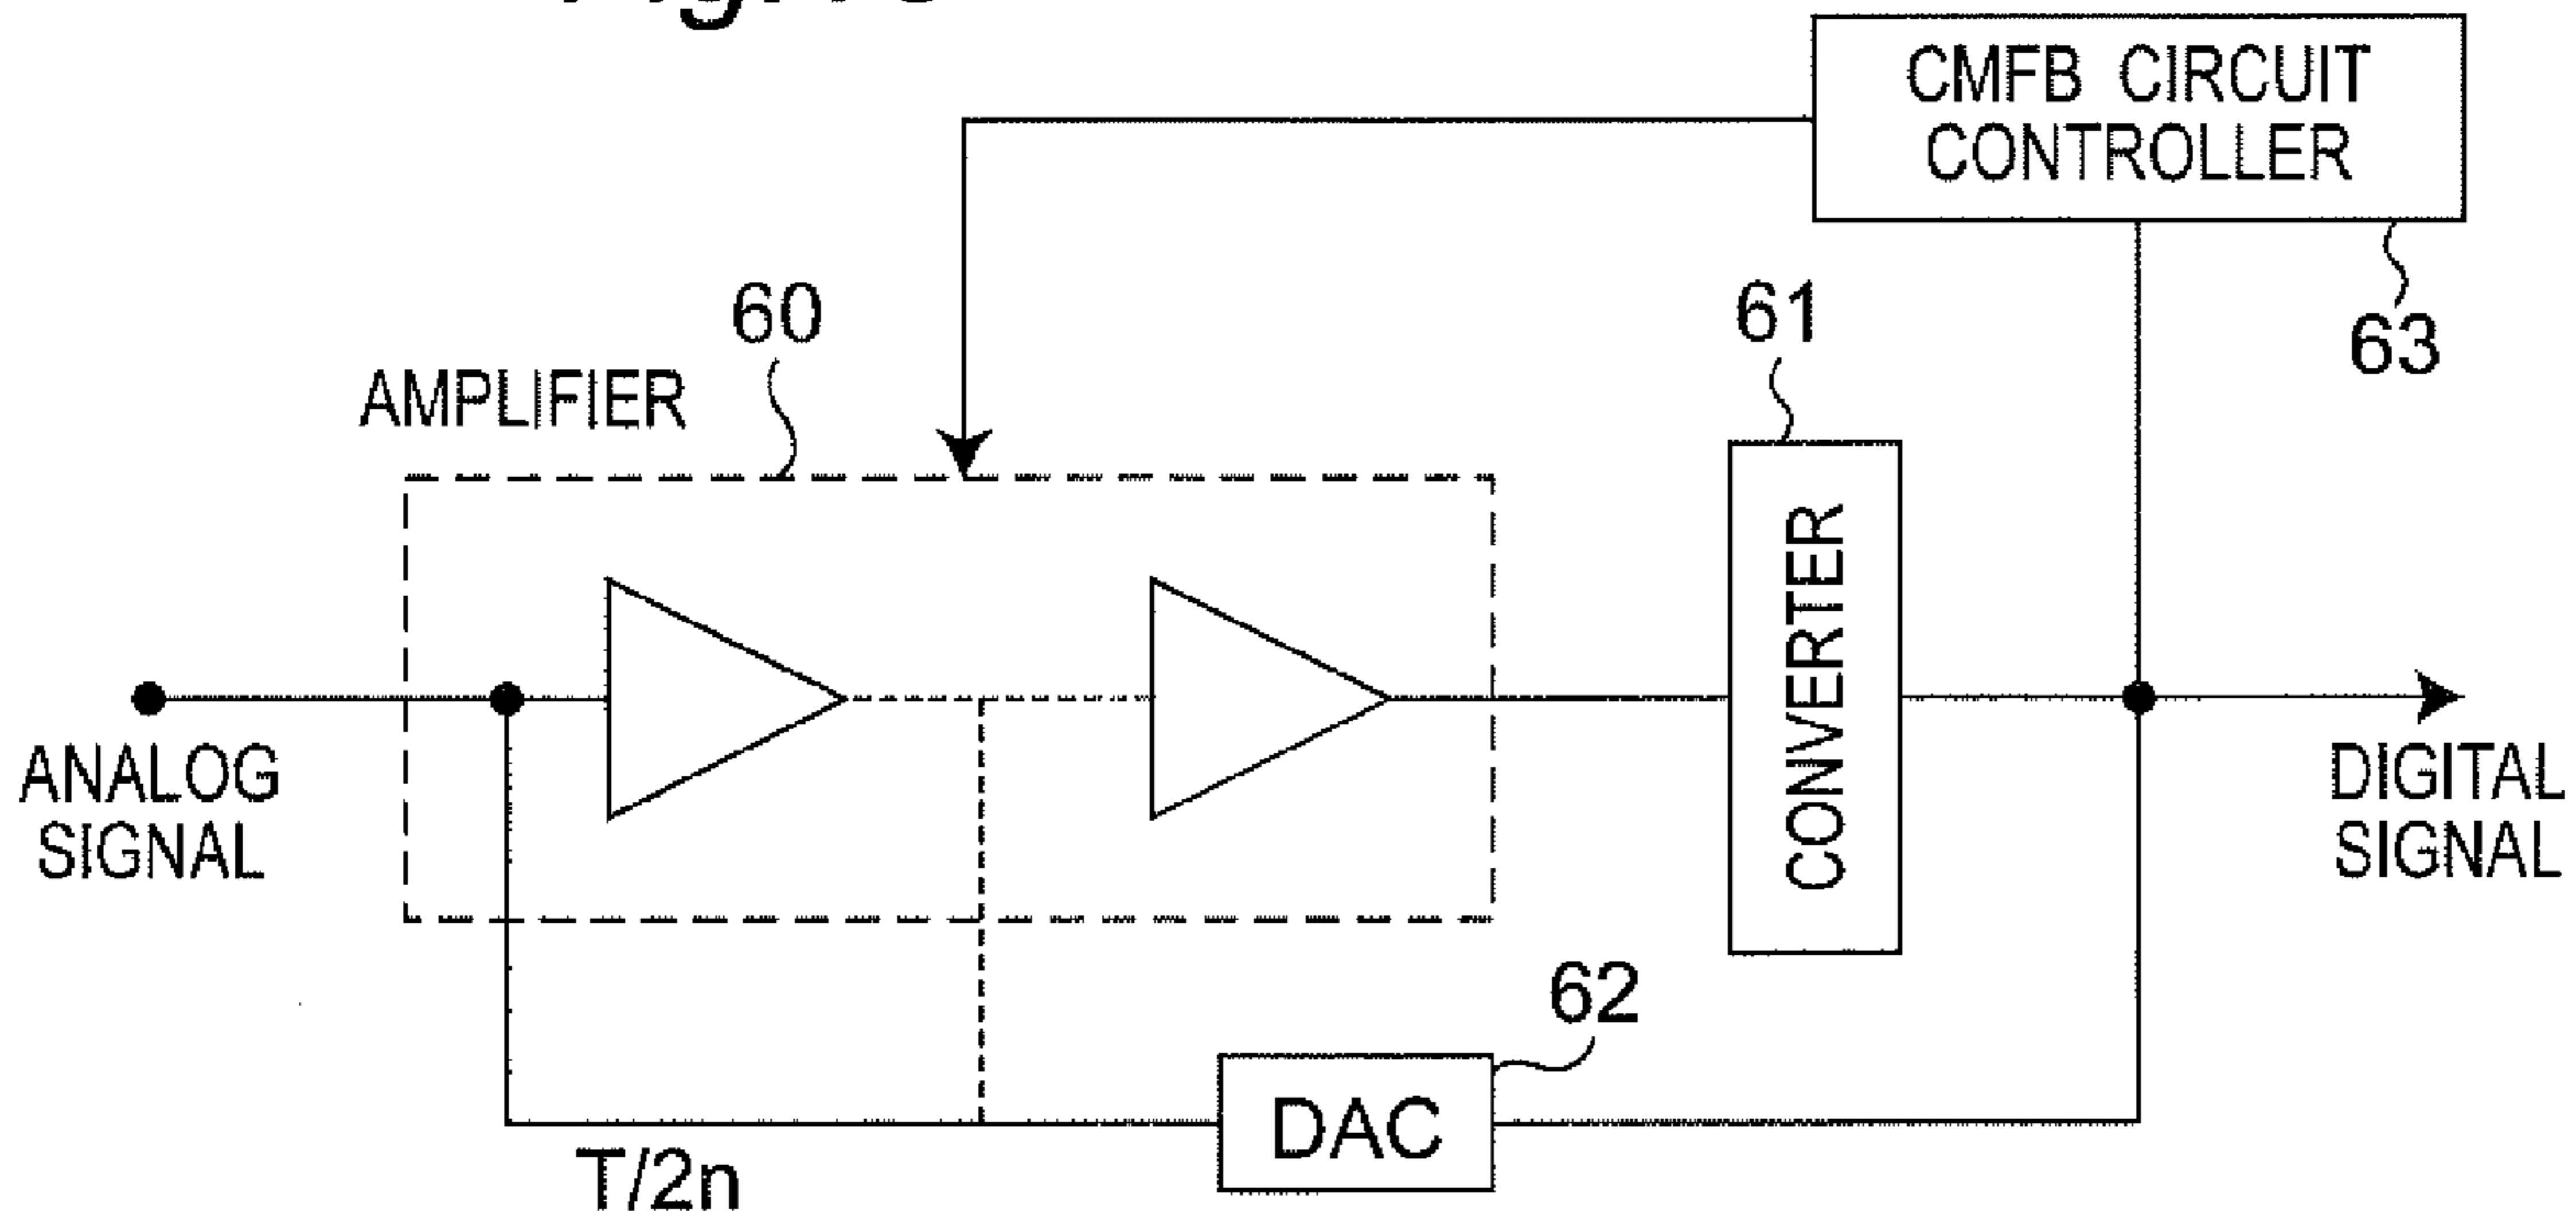 CMFB CIRCUIT
CONTROLLER
60
61
63
AMPLIFIER
CONVERTER
ANALOG
SIGNAL
DIGITAL
SIGNAL
62
DAC
T/2n